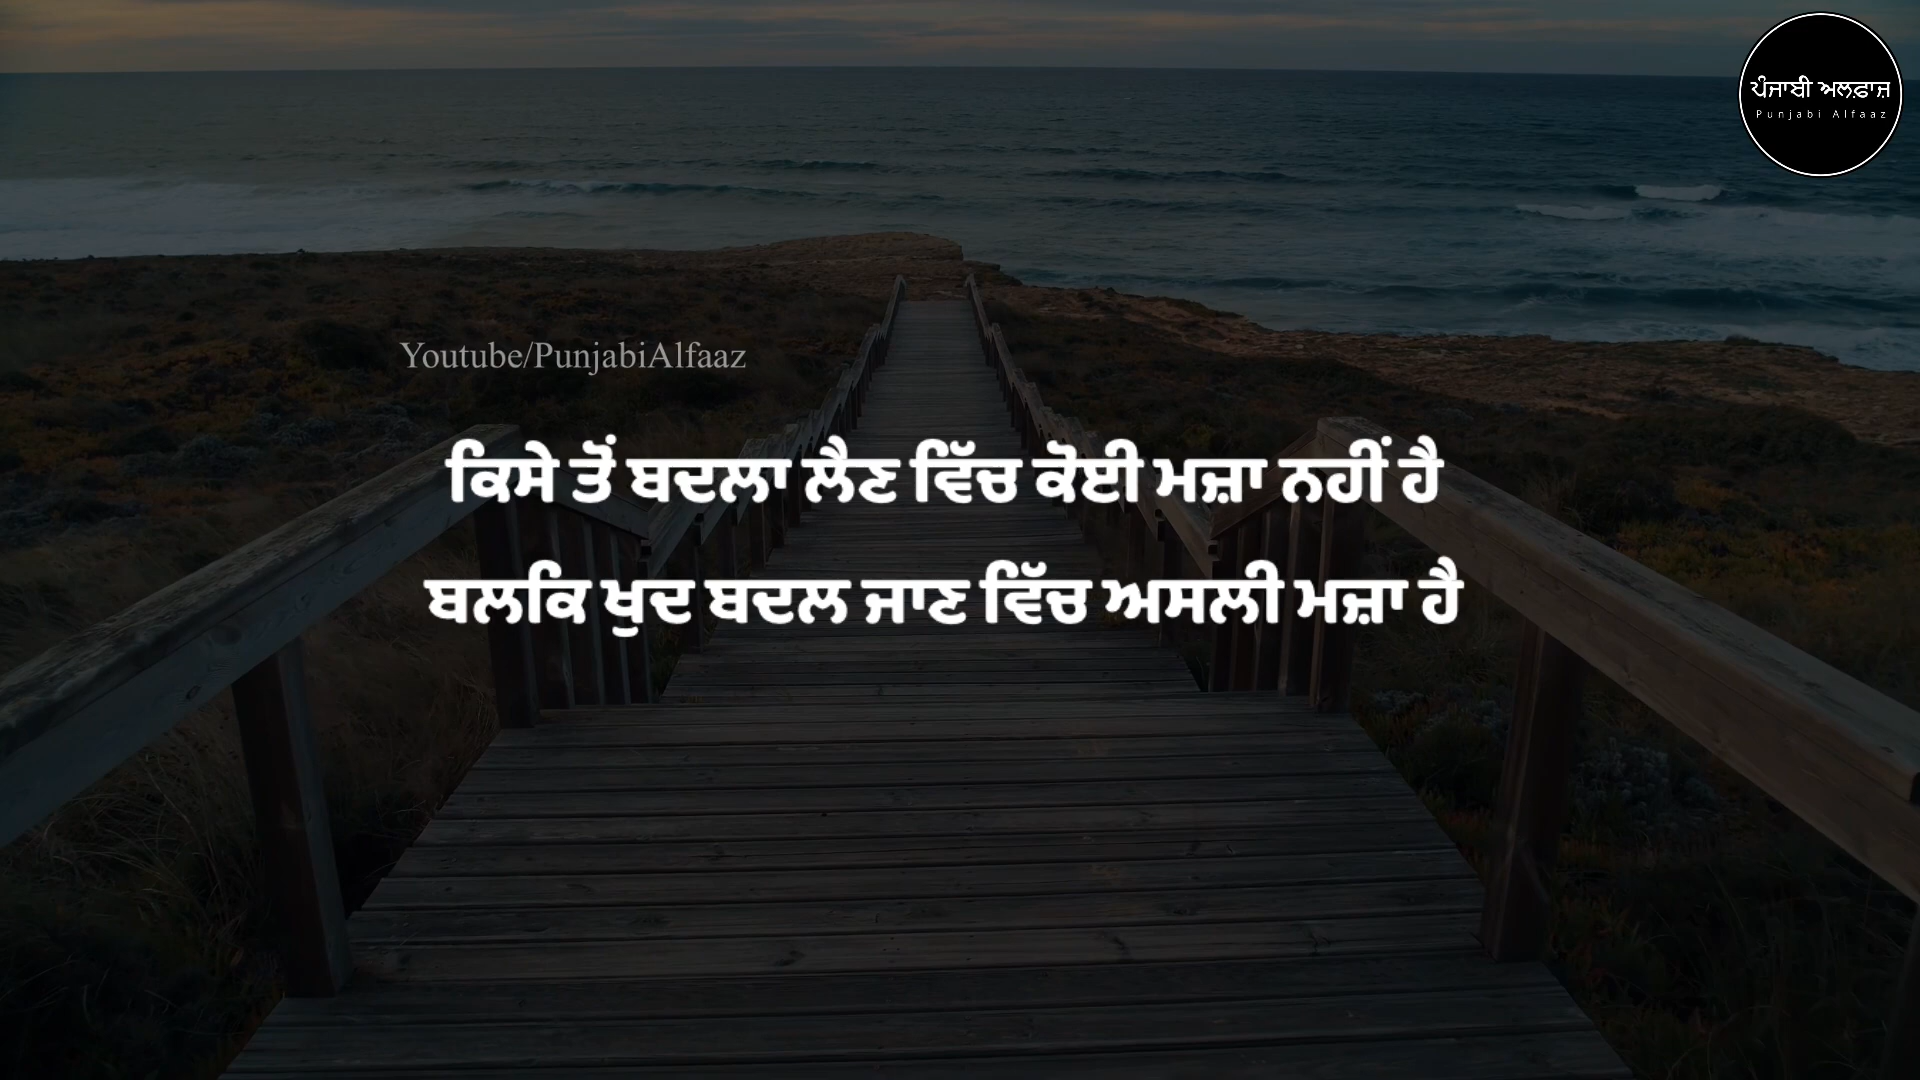 ਪੰਜਾਬੀ ਅਲਫ਼ਾਜ਼
Punjabi Alfaaz
Youtube/PunjabiAlfaaz
ਕਿਸੇ ਤੋਂ ਬਦਲਾ ਲੈਣ ਵਿੱਚ ਕੋਈ ਮਜ਼ਾ ਨਹੀਂ ਹੈ
ਬਲਕਿ ਖੁਦ ਬਦਲ ਜਾਣ ਵਿੱਚ ਅਸਲੀ ਮਜ਼ਾ ਹੈ